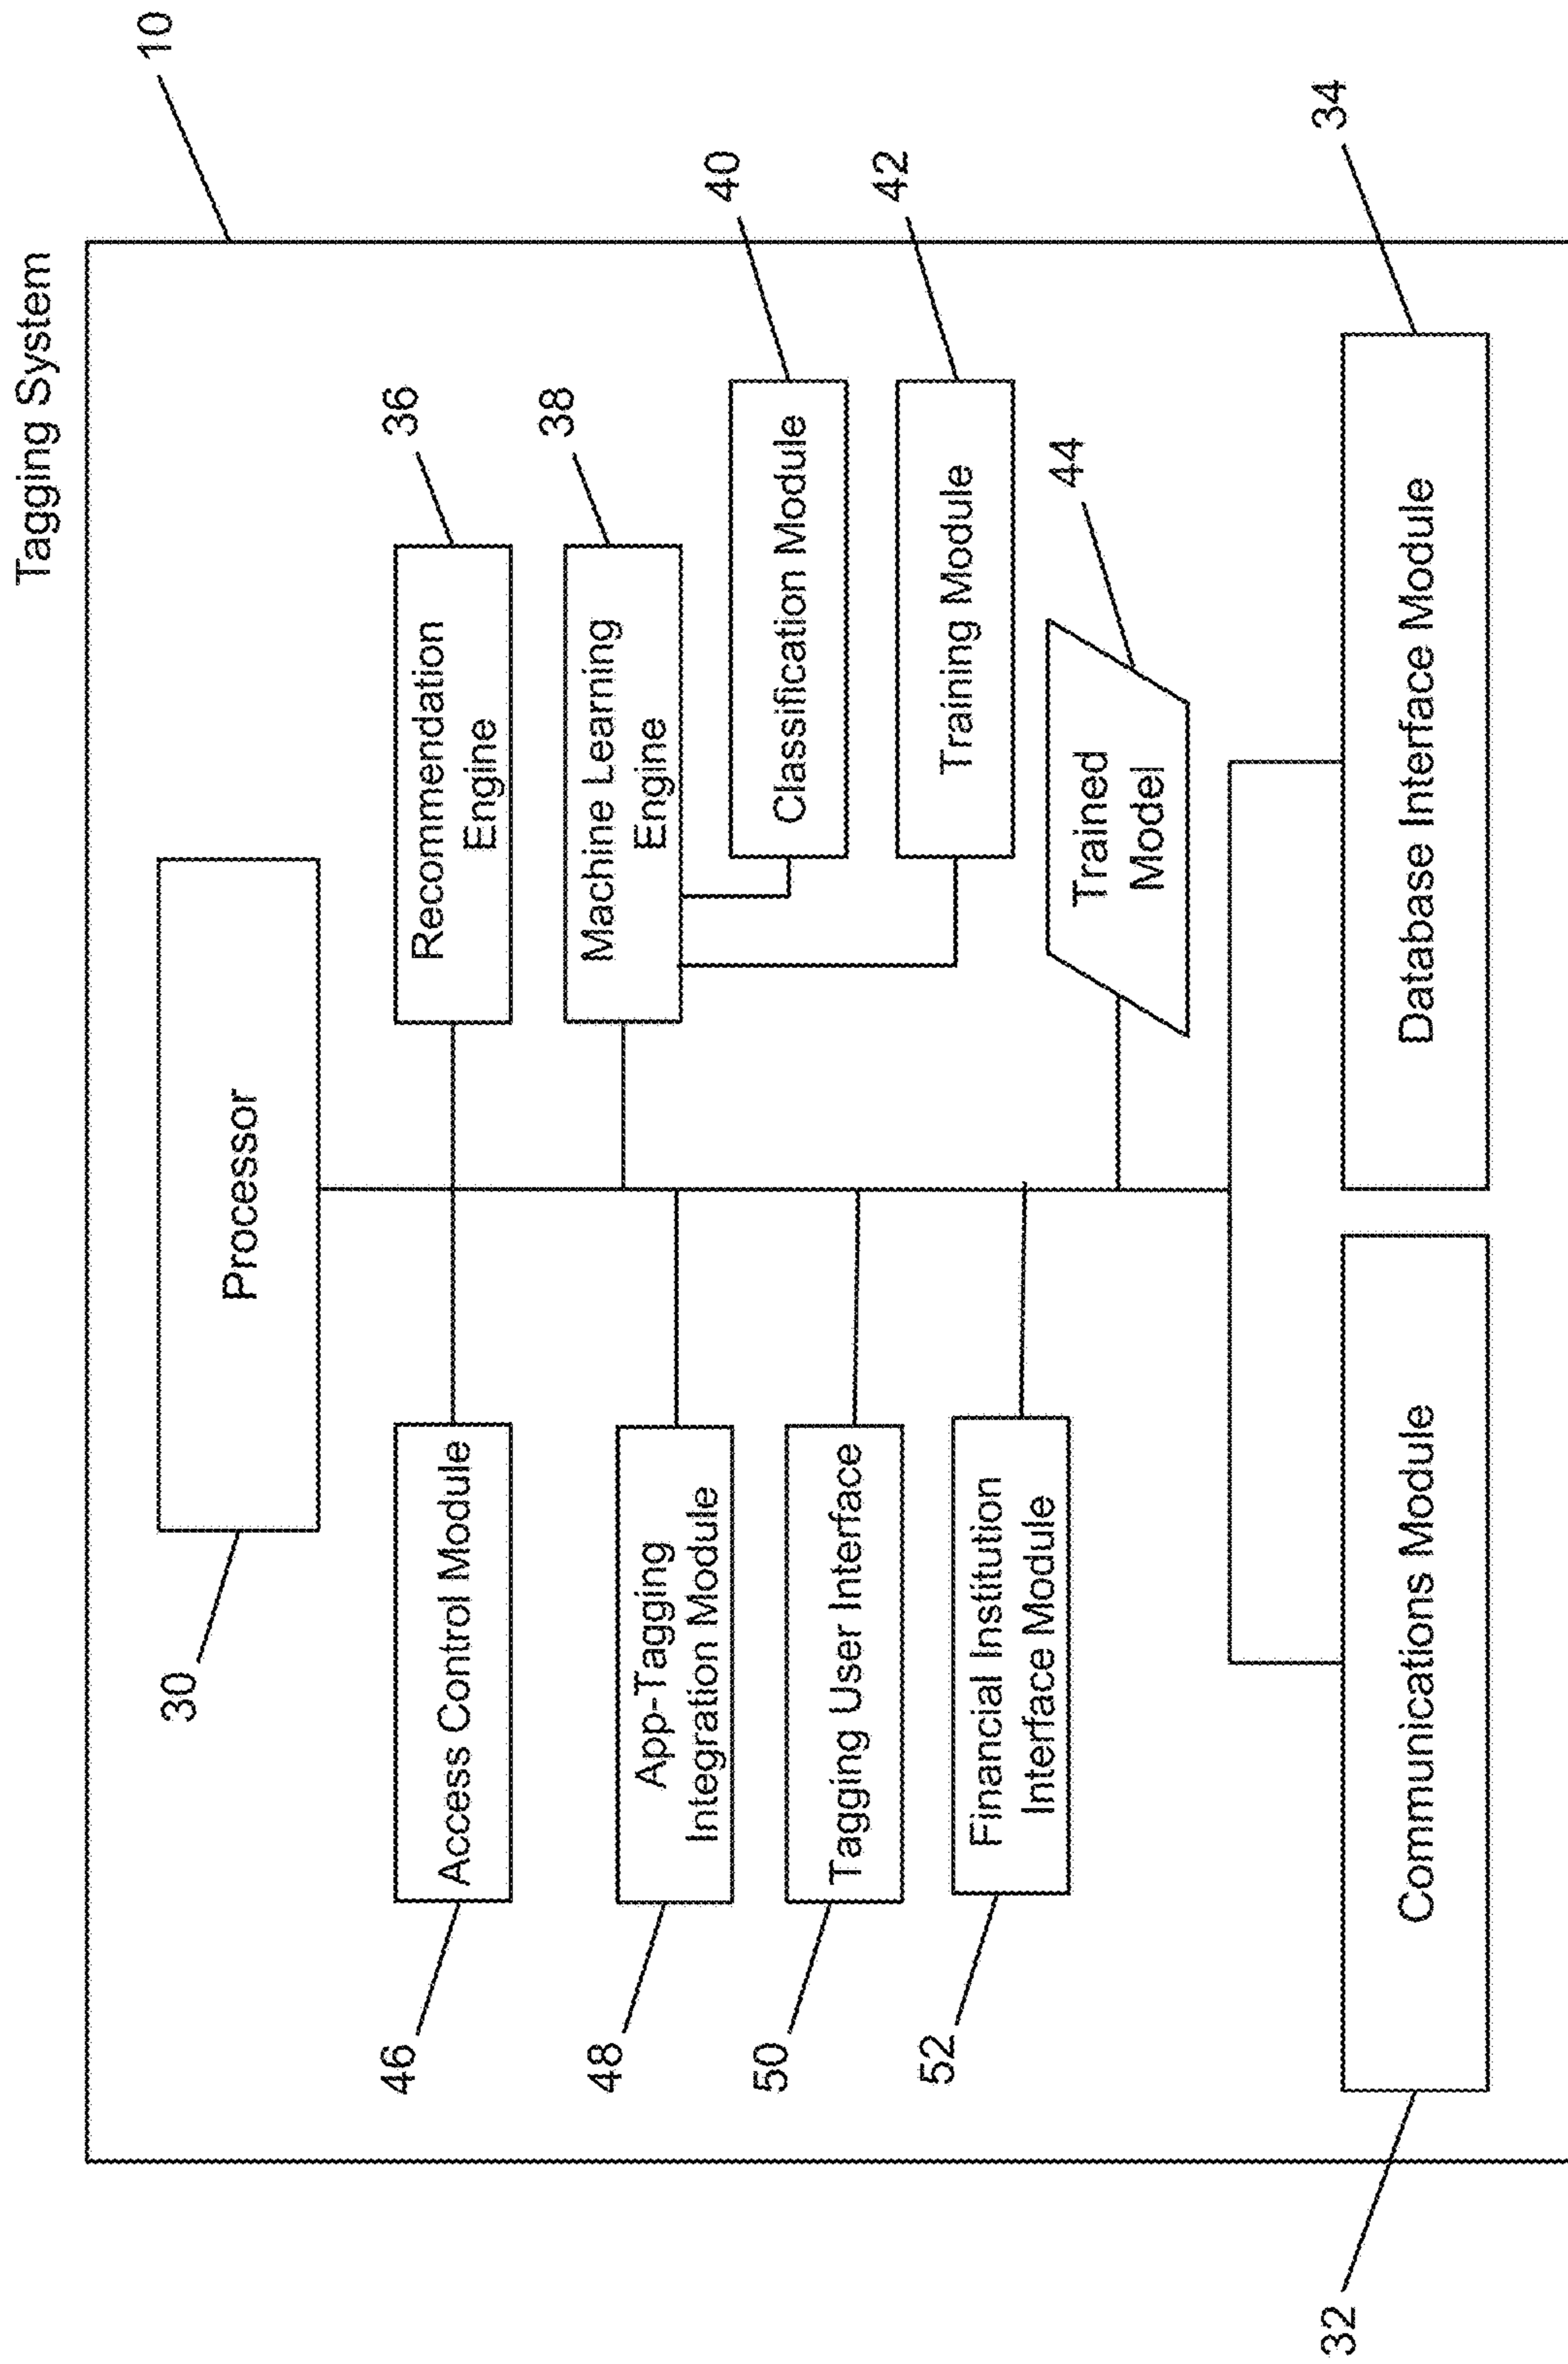 Tagging System
10
Processor
30
Access Control Module
46
Recommendation
Engine
36
App-Tagging
Integration Module
48
Machine Learning
Engine
38
Tagging User Interface
50
Classification Module
40
Financial Institution
Interface Module
52
Training Module
42
Trained
Model
44
Communications Module
32
Database Interface Module
34